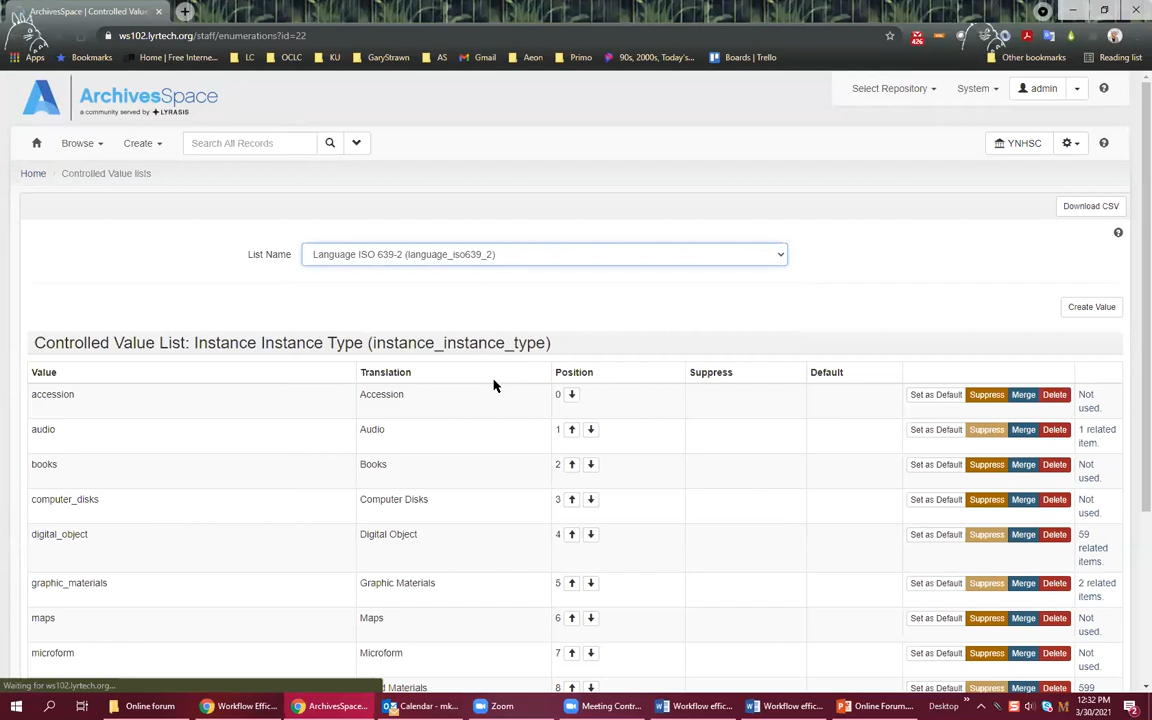 ArchivesSpace | Controlled Value
ws102.lyrtech.org/staff/enumerations?id=22
426
Apps Bookmarks Home | Free Interne... LC OCLC KU GaryStrawn AS Gmail Aeon Primo 90s, 2000s, Today's... Boards | Trello Other bookmarks Reading list
ArchivesSpace
a community served by LYRASIS
Select Repository System admin
Browse Create Search All Records YNHSC
Home / Controlled Value lists
Download CSV
List Name Language ISO 639-2 (language_iso639_2)
Create Value
Controlled Value List: Instance Instance Type (instance_instance_type)
Value Translation Position Suppress Default
accession Accession 0 Set as Default Suppress Merge Delete Not used.
audio Audio 1 Set as Default Suppress Merge Delete 1 related item.
books Books 2 Set as Default Suppress Merge Delete Not used.
computer_disks Computer Disks 3 Set as Default Suppress Merge Delete Not used.
digital_object Digital Object 4 Set as Default Suppress Merge Delete 59 related items.
graphic_materials Graphic Materials 5 Set as Default Suppress Merge Delete 2 related items.
maps Maps 6 Set as Default Suppress Merge Delete Not used.
microform Microform 7 Set as Default Suppress Merge Delete Not used.
Materials 8 Set as Default Suppress Merge Delete 599
Waiting for ws102.lyrtech.org...
Online forum Workflow Effic... ArchivesSpace... Calendar - mk... Zoom Meeting Contr... Workflow effici... Workflow effici... Online Forum.... Desktop 12:32 PM
3/30/2021
2